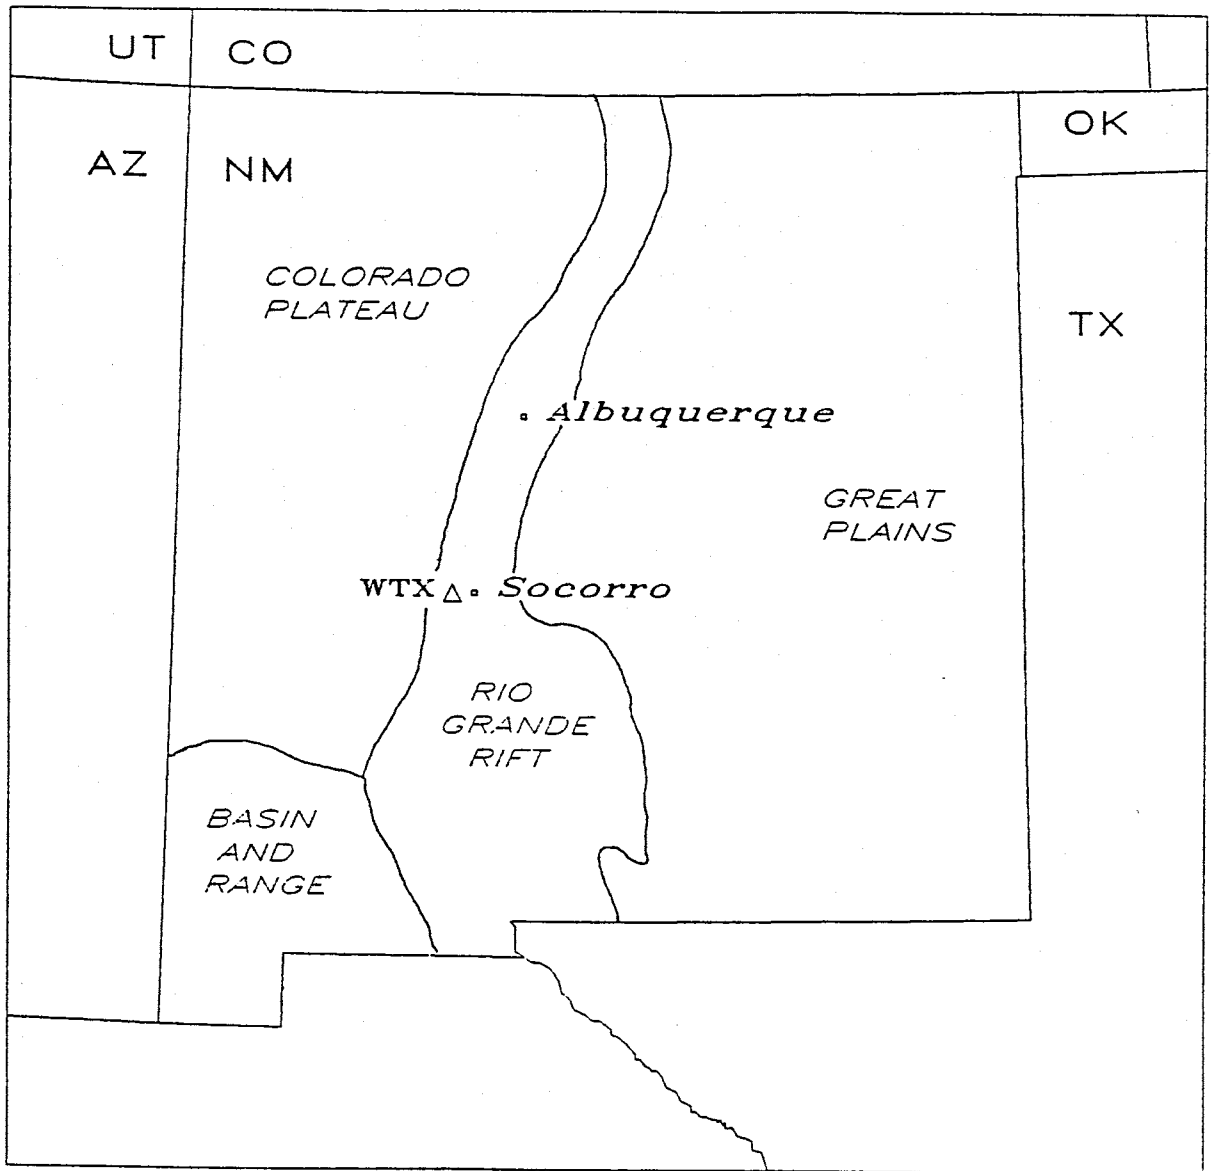 UT CO
OK
AZ NM
COLORADO
PLATEAU
TX
Albuquerque
GREAT
PLAINS
WTX Socorro
RIO
GRANDE
RIFT
BASIN
AND
RANGE